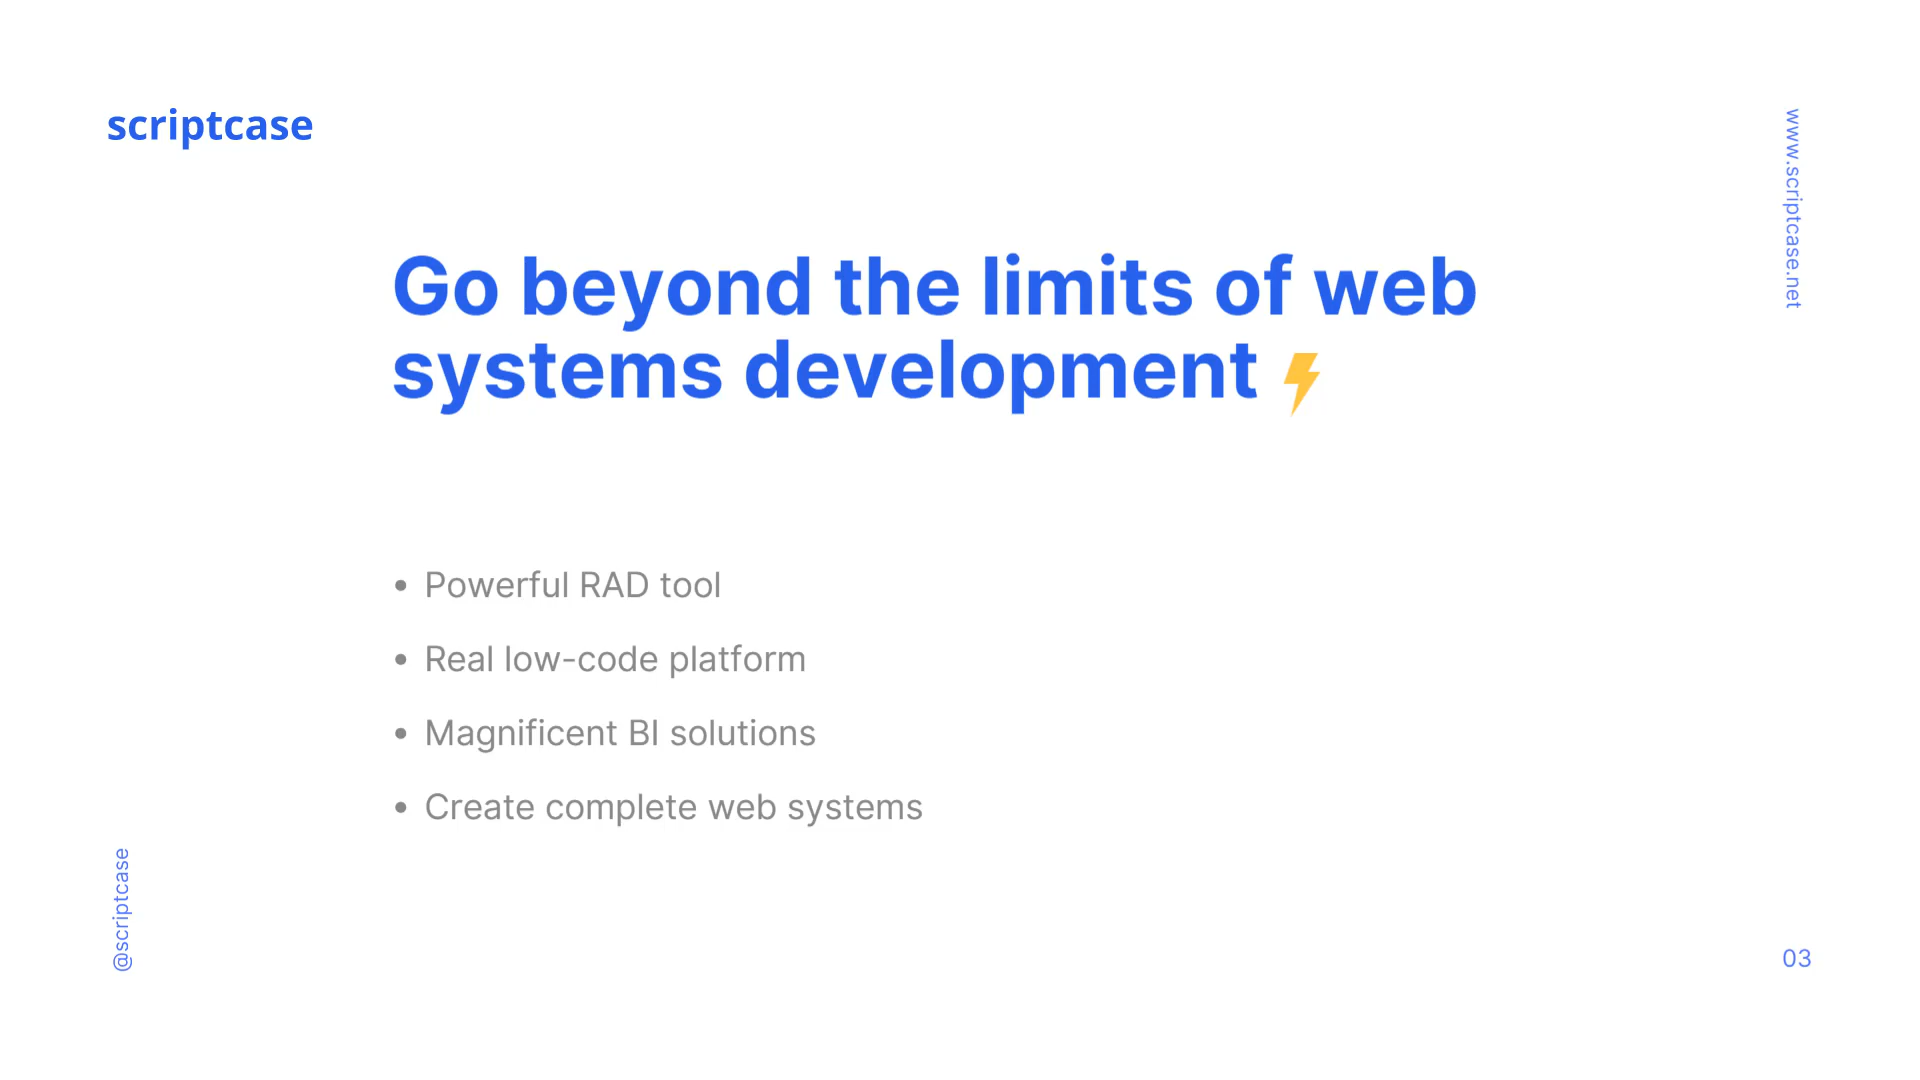 scriptcase
www.scriptcase.net
Go beyond the limits of web
systems development
• Powerful RAD tool
• Real low-code platform
• Magnificent BI solutions
• Create complete web systems
@scriptcase
03